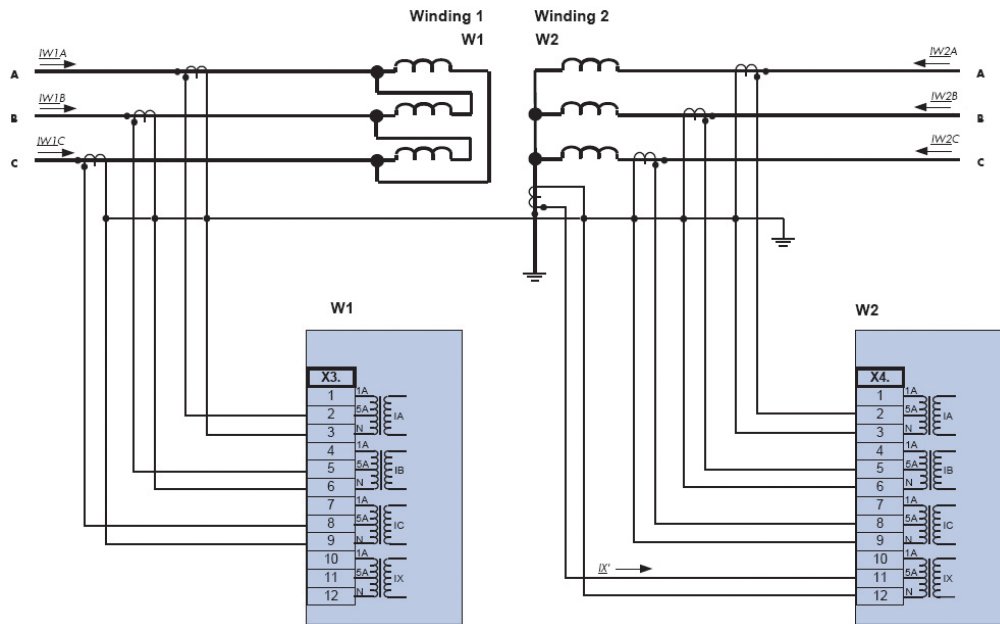 Winding 1 Winding 2
W1 W2
IW1A IW2A
A A
IW1B IW2B
B B
IW1C IW2C
C C
W1 W2
X3. X4.
1 1A 1 1A
2 5A IA 2 5A IA
3 N 3 N
4 1A 4 1A
5 5A IB 5 5A IB
6 N 6 N
7 1A 7 1A
8 5A IC 8 5A IC
9 N 9 N
10 1A 10 1A
IX'
11 5A IX 11 5A IX
12 N 12 N